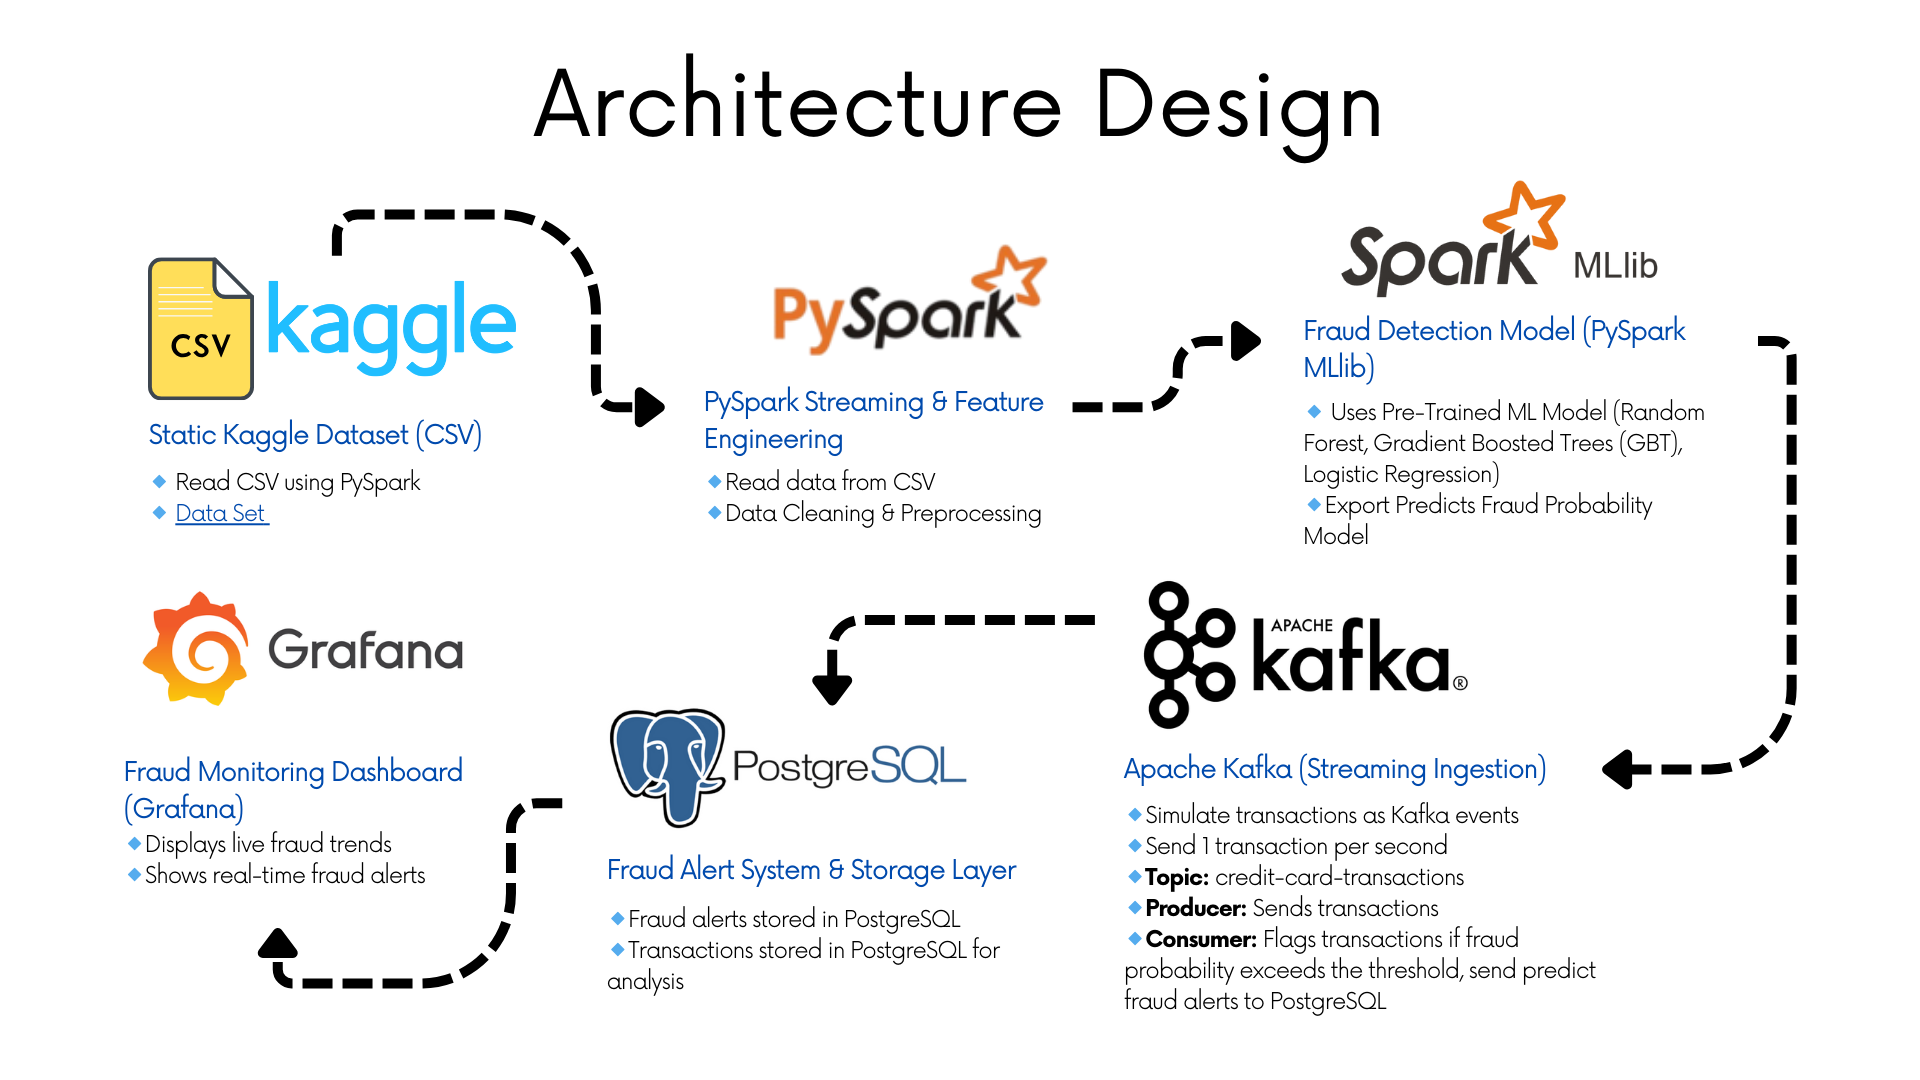 Architecture Design
CSV
kaggle
Static Kaggle Dataset (CSV)
Read CSV using PySpark
Data Set
PySpark
PySpark Streaming & Feature
Engineering
Read data from CSV
Data Cleaning & Preprocessing
Spark MLlib
Fraud Detection Model (PySpark
MLlib)
Uses Pre-Trained ML Model (Random
Forest, Gradient Boosted Trees (GBT),
Logistic Regression)
Export Predicts Fraud Probability
Model
APACHE
kafka®
Apache Kafka (Streaming Ingestion)
Simulate transactions as Kafka events
Send 1 transaction per second
Topic: credit-card-transactions
Producer: Sends transactions
Consumer: Flags transactions if fraud
probability exceeds the threshold, send predict
fraud alerts to PostgreSQL
PostgreSQL
Fraud Alert System & Storage Layer
Fraud alerts stored in PostgreSQL
Transactions stored in PostgreSQL for
analysis
Grafana
Fraud Monitoring Dashboard
(Grafana)
Displays live fraud trends
Shows real-time fraud alerts